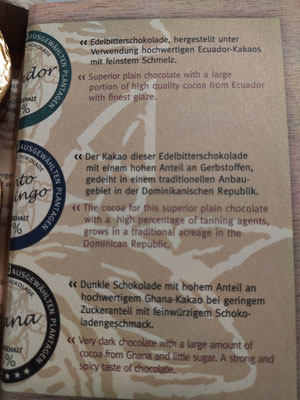 AUSGEWÄHLTEN PLANTAGEN
dor
EHALT
%
‹‹ Edelbitterschokolade, hergestellt unter
Verwendung hochwertigen Ecuador-Kakaos
mit feinstem Schmelz.
‹‹ Superior plain chocolate with a large
portion of high quality cocoa from Ecuador
with finest glaze.
AUSGEWÄHLTEN PLANTAGEN
nto
ingo
EHALT
%
‹‹ Der Kakao dieser Edelbitterschokolade
mit einem hohen Anteil an Gerbstoffen,
gedeiht in einem traditionellen Anbau-
gebiet in der Dominikanischen Republik.
‹‹ The cocoa for this superior plain chocolate
with a high percentage of tanning agents,
grows in a traditional acreage in the
Dominican Republic.
AUSGEWÄHLTEN PLANTAGEN
ana
EHALT
%
‹‹ Dunkle Schokolade mit hohem Anteil an
hochwertigem Ghana-Kakao bei geringem
Zuckeranteil mit feinwürzigem Schoko-
ladengeschmack.
‹‹ Very dark chocolate with a large amount of
cocoa from Ghana and little sugar. A strong and
spicy taste of chocolate.